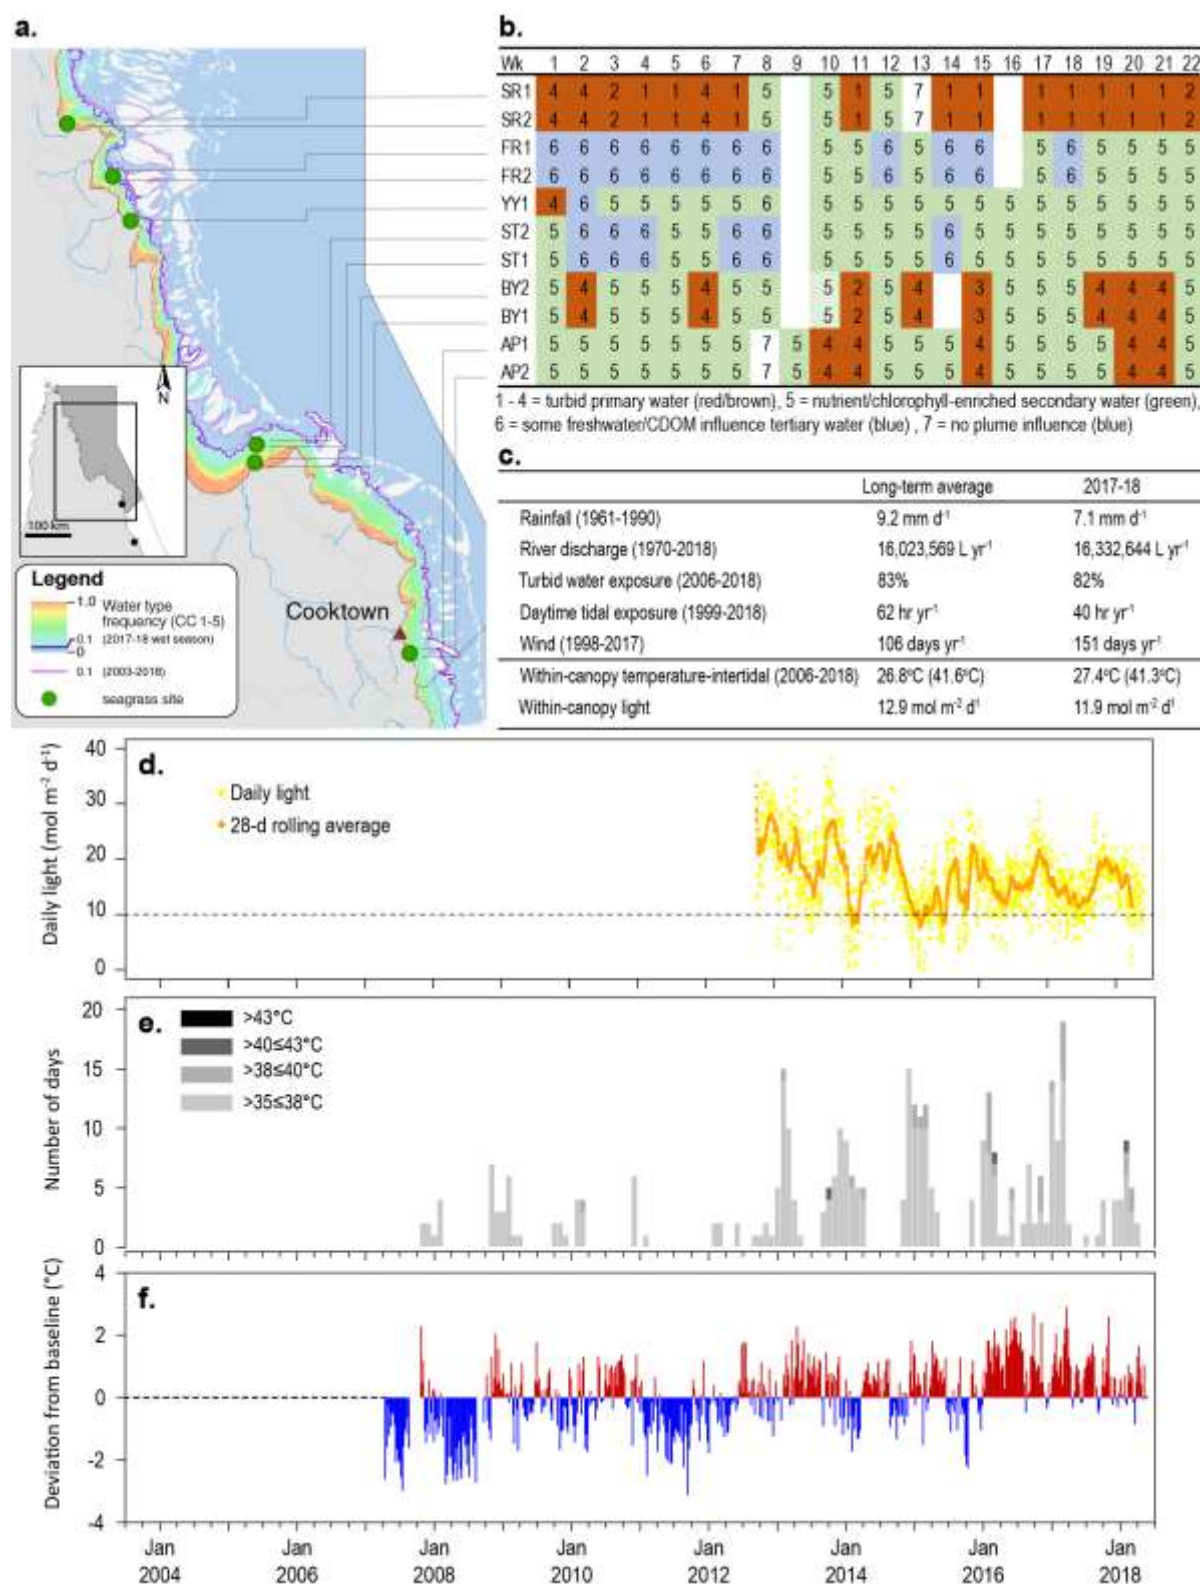 a.
N
100 km
Legend
1.0 Water type
frequency (CC 1-5)
0.1 (2017-18 wet season)
0
0.1 (2003-2018)
seagrass site
Cooktown
b.
Wk 1 2 3 4 5 6 7 8 9 10 11 12 13 14 15 16 17 18 19 20 21 22
SR1 4 4 2 1 1 4 1 5 5 1 5 7 1 1 1 1 1 1 1 2
SR2 4 4 2 1 1 4 1 5 5 1 5 7 1 1 1 1 1 1 1 2
FR1 6 6 6 6 6 6 6 6 5 5 6 5 6 6 5 6 5 5 5 5
FR2 6 6 6 6 6 6 6 6 5 5 6 5 6 6 5 6 5 5 5 5
YY1 4 6 5 5 5 5 5 6 5 5 5 5 5 5 5 5 5 5 5 5 5
ST2 5 6 6 6 5 5 6 6 5 5 5 5 6 5 5 5 5 5 5 5 5
ST1 5 6 6 6 5 5 6 6 5 5 5 5 6 5 5 5 5 5 5 5 5
BY2 5 4 5 5 5 4 5 5 5 2 5 4 3 5 5 5 4 4 4 5
BY1 5 4 5 5 5 4 5 5 5 2 5 4 3 5 5 5 4 4 4 5
AP1 5 5 5 5 5 5 5 7 5 4 4 5 5 5 4 5 5 5 5 4 4 5
AP2 5 5 5 5 5 5 5 7 5 4 4 5 5 5 4 5 5 5 5 4 4 5
1 - 4 = turbid primary water (red/brown), 5 = nutrient/chlorophyll-enriched secondary water (green),
6 = some freshwater/CDOM influence tertiary water (blue) , 7 = no plume influence (blue)
c.
Long-term average 2017-18
Rainfall (1961-1990) 9.2 mm d⁻¹ 7.1 mm d⁻¹
River discharge (1970-2018) 16,023,569 L yr⁻¹ 16,332,644 L yr⁻¹
Turbid water exposure (2006-2018) 83% 82%
Daytime tidal exposure (1999-2018) 62 hr yr⁻¹ 40 hr yr⁻¹
Wind (1998-2017) 106 days yr⁻¹ 151 days yr⁻¹
Within-canopy temperature-intertidal (2006-2018) 26.8°C (41.6°C) 27.4°C (41.3°C)
Within-canopy light 12.9 mol m⁻² d¹ 11.9 mol m⁻² d¹
d.
Daily light (mol m⁻² d⁻¹)
40
30
20
10
0
Daily light
28-d rolling average
e.
Number of days
20
15
10
5
0
>43°C
>40≤43°C
>38≤40°C
>35≤38°C
f.
Deviation from baseline (°C)
4
2
0
-2
-4
Jan Jan Jan Jan Jan Jan Jan Jan
2004 2006 2008 2010 2012 2014 2016 2018